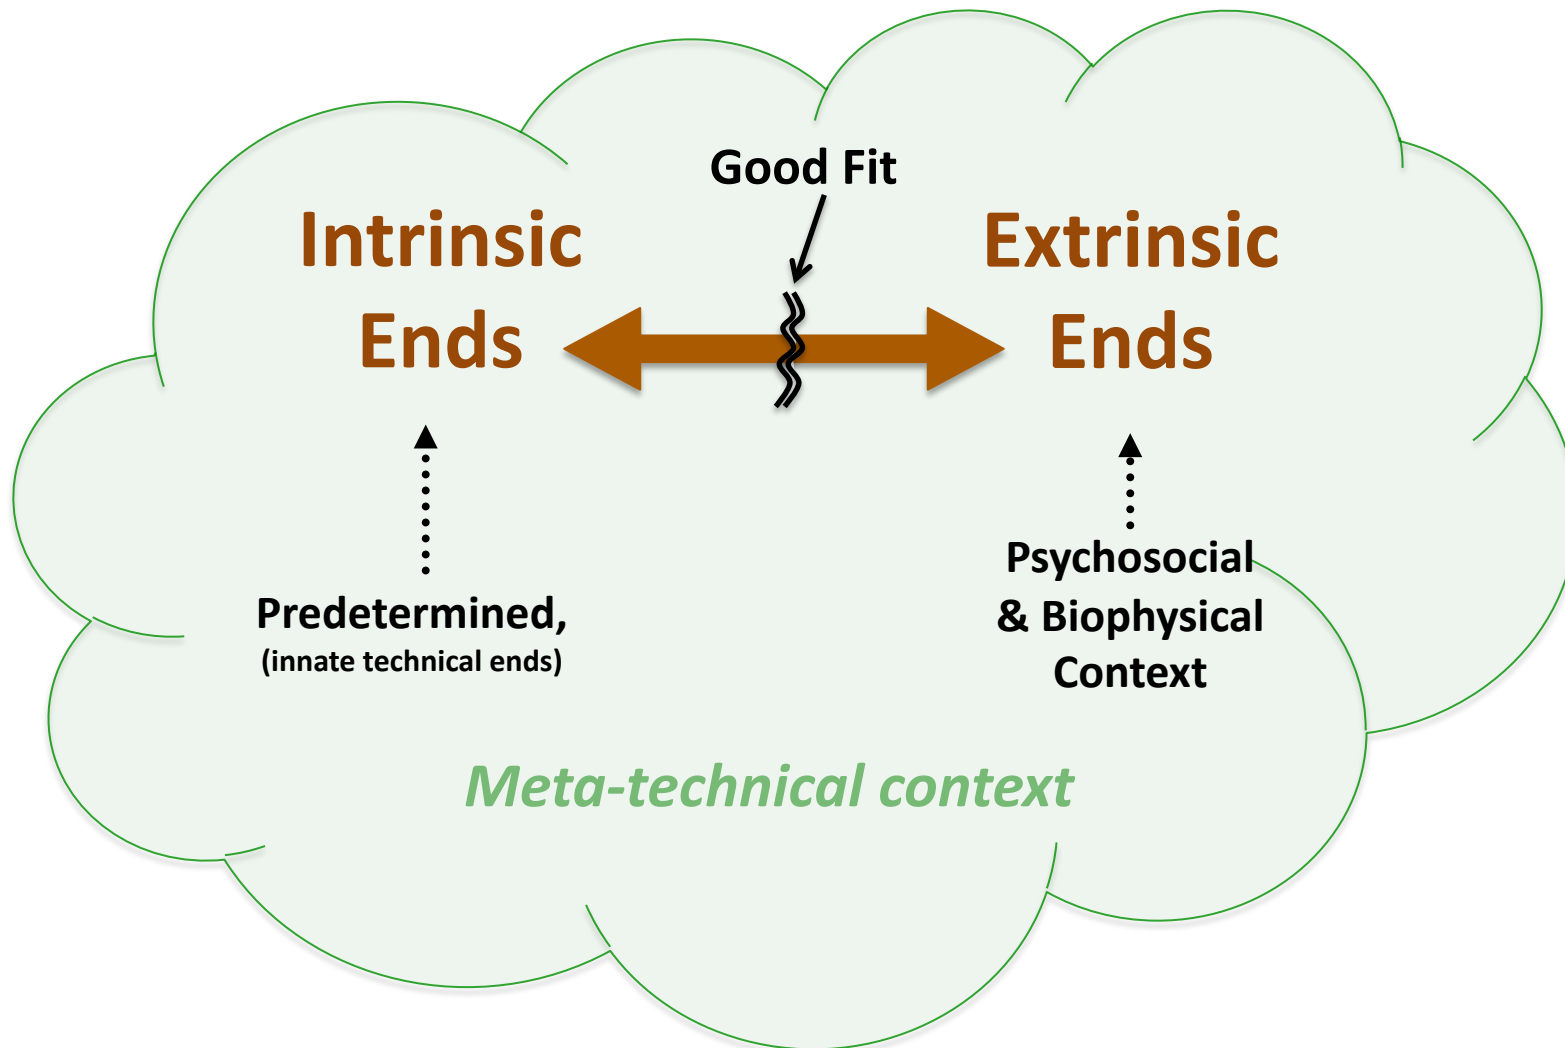 Good Fit
Intrinsic
Ends
Extrinsic
Ends
Predetermined,
(innate technical ends)
Psychosocial
& Biophysical
Context
Meta-technical context